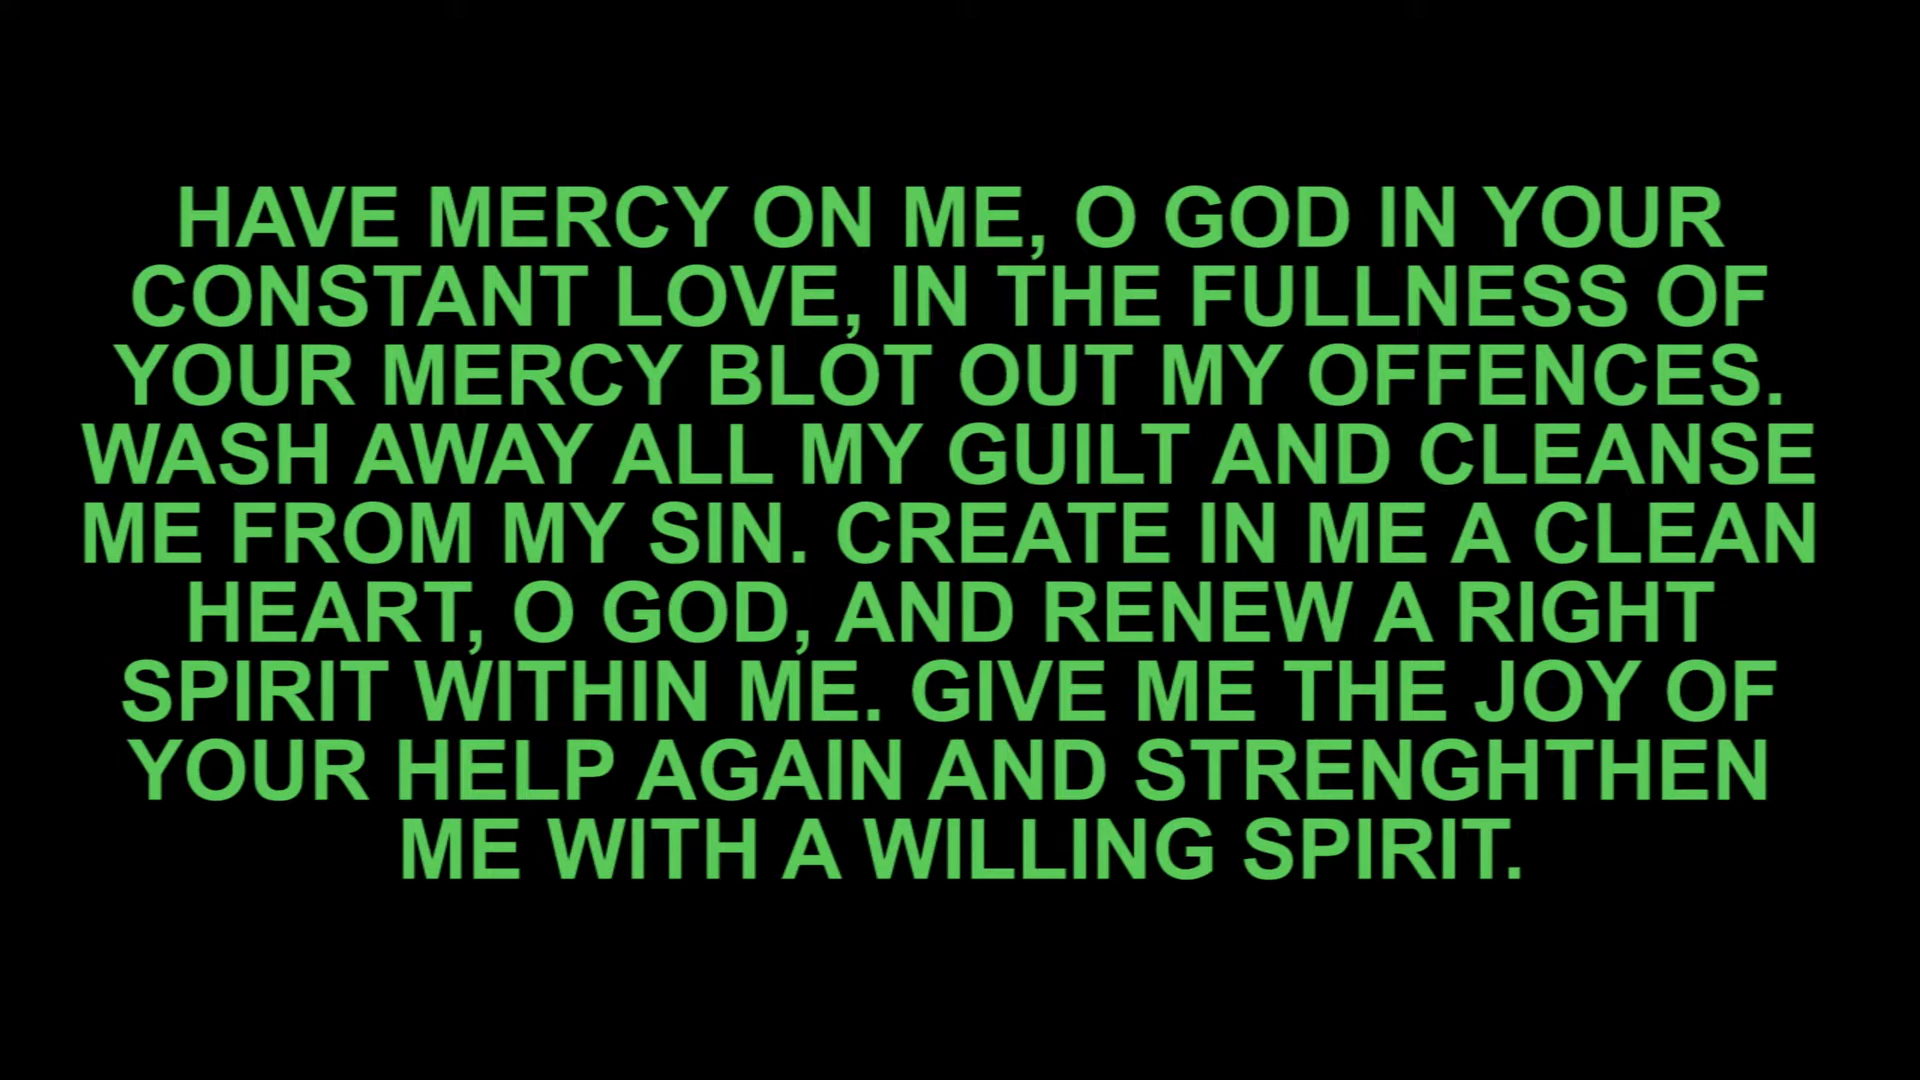 HAVE MERCY ON ME, O GOD IN YOUR
CONSTANT LOVE, IN THE FULLNESS OF
YOUR MERCY BLOT OUT MY OFFENCES.
WASH AWAY ALL MY GUILT AND CLEANSE
ME FROM MY SIN. CREATE IN ME A CLEAN
HEART, O GOD, AND RENEW A RIGHT
SPIRIT WITHIN ME. GIVE ME THE JOY OF
YOUR HELP AGAIN AND STRENGHTHEN
ME WITH A WILLING SPIRIT.